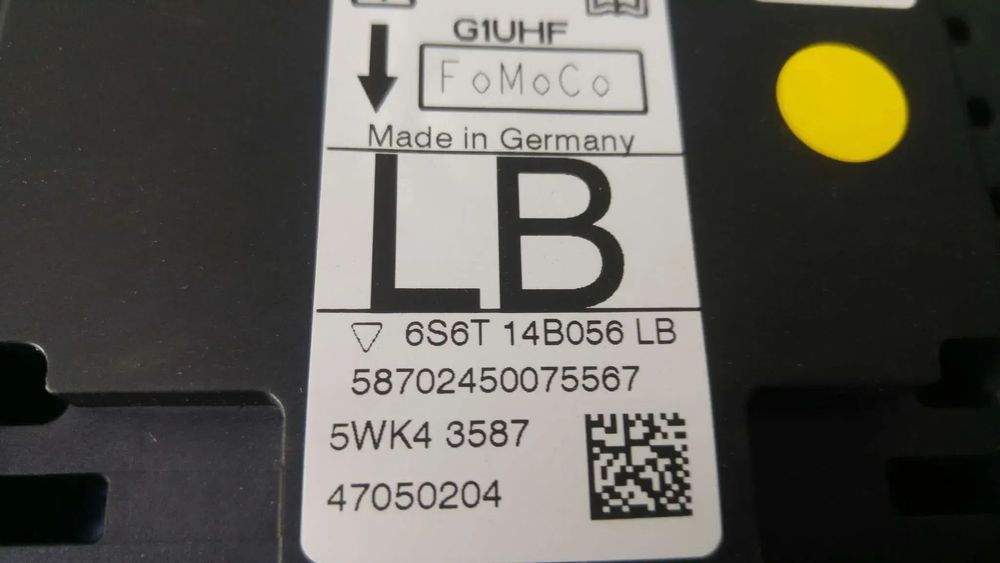 G1UHF
FoMoCo
Made in Germany
LB
6S6T 14B056 LB
58702450075567
5WK4 3587
47050204